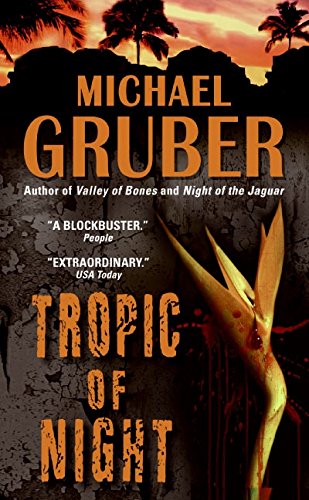 MICHAEL
GRUBER
Author of Valley of Bones and Night of the Jaguar
"A BLOCKBUSTER."
People
"EXTRAORDINARY."
USA Today
TROPIC
OF
NIGHT